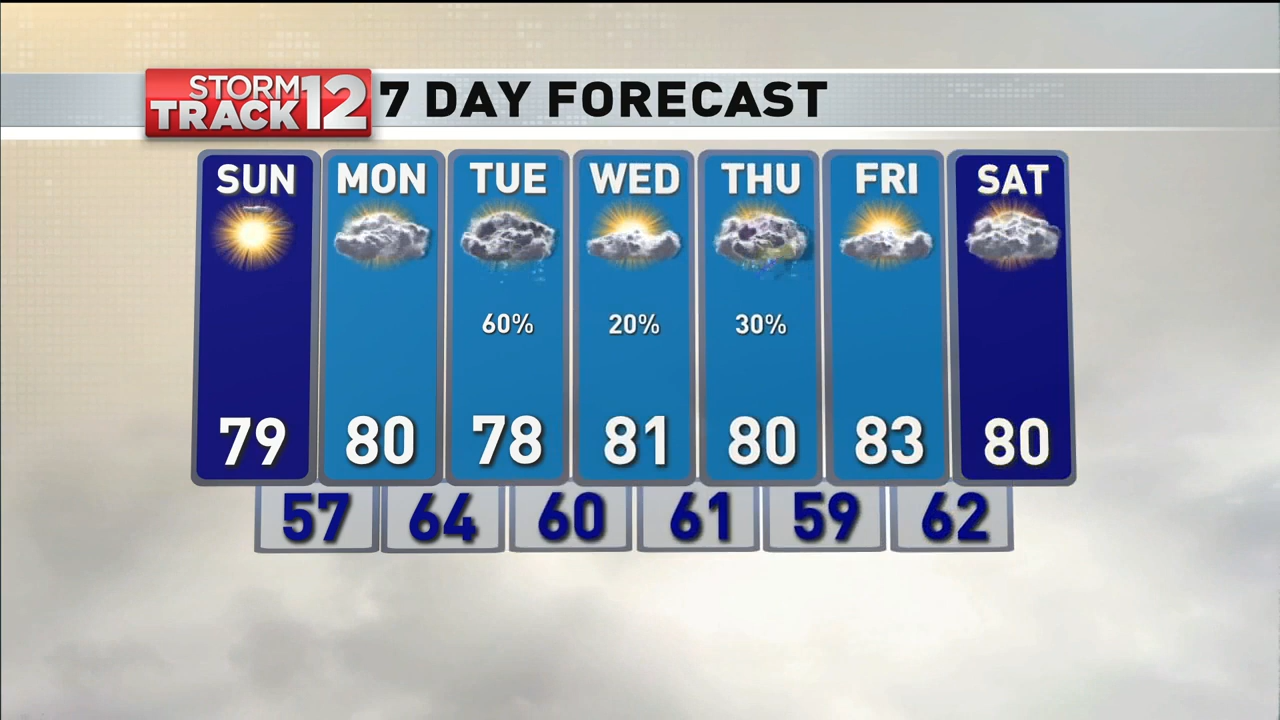 STORM
TRACK 12
7 DAY FORECAST
SUN MON TUE WED THU FRI SAT
60% 20% 30%
79 80 78 81 80 83 80
57 64 60 61 59 62